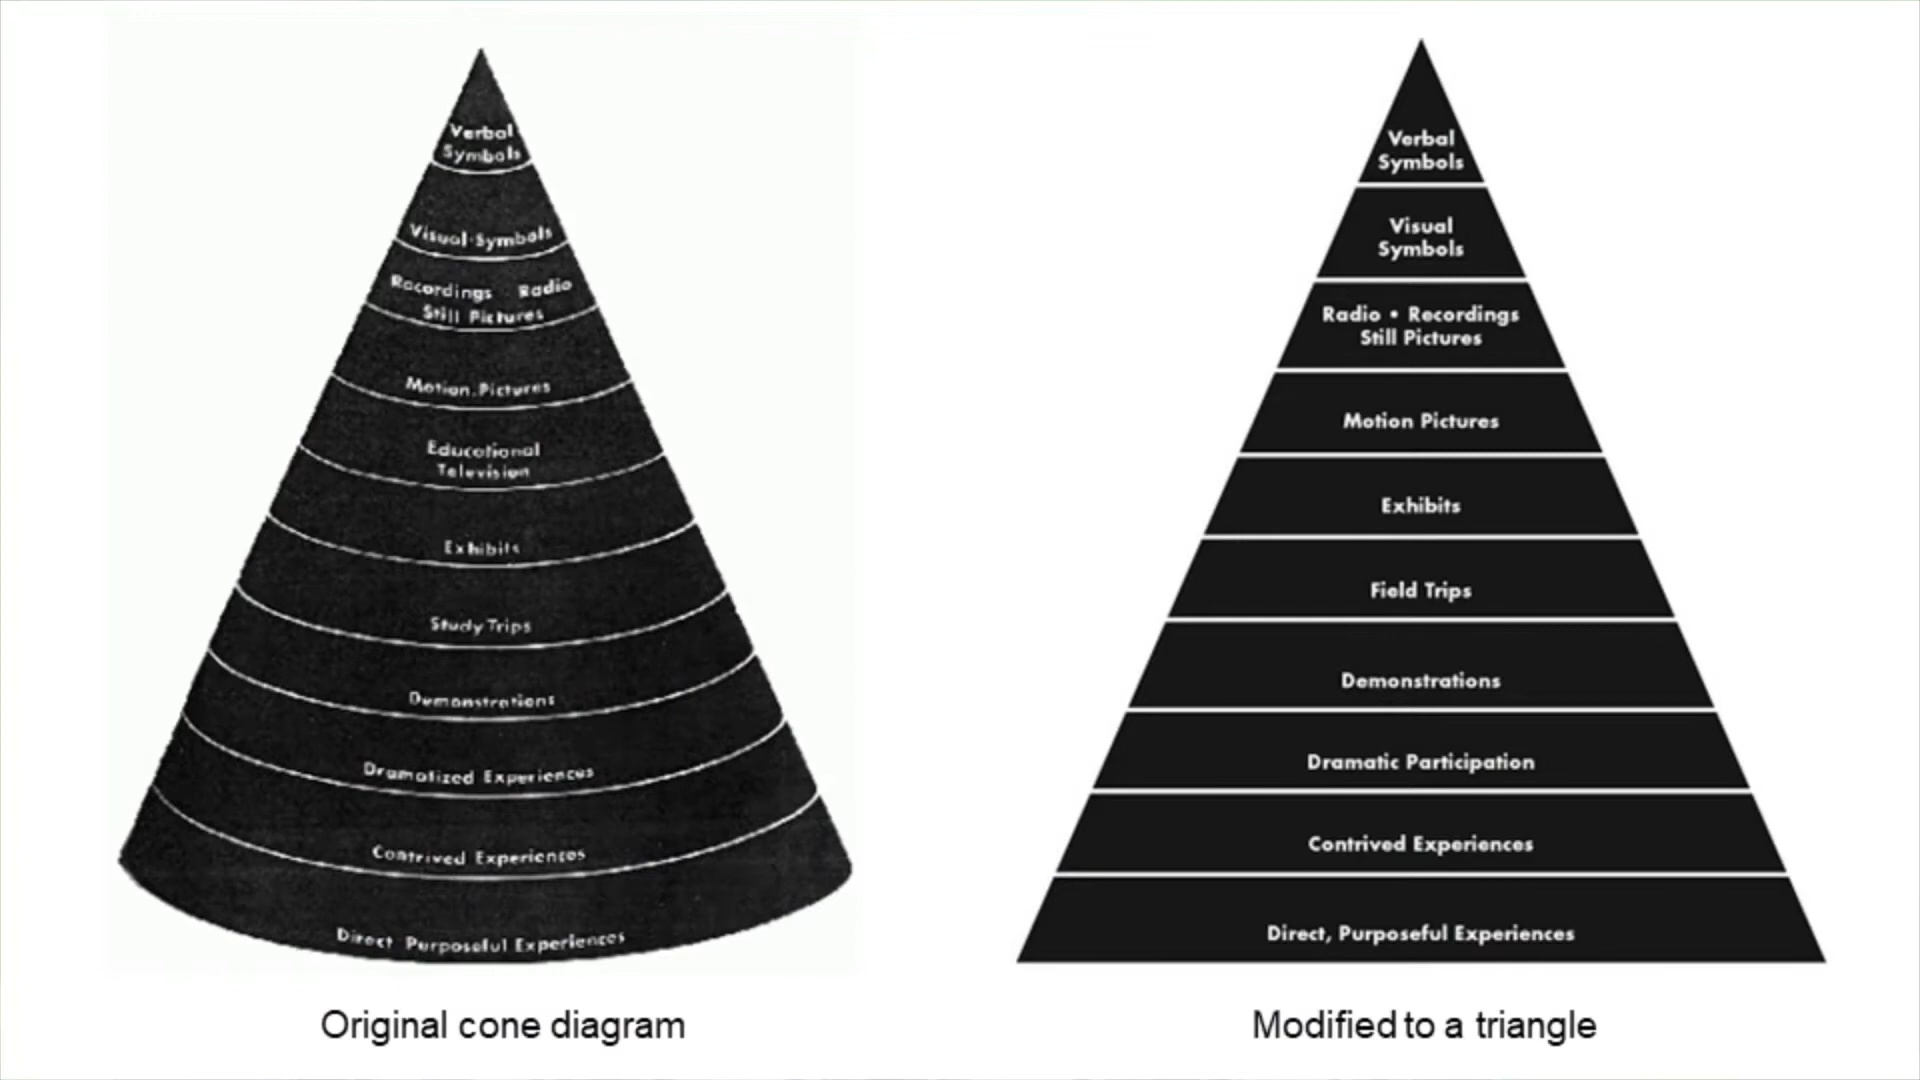 Verbal
Symbols
Visual Symbols
Recordings Radio
Still Pictures
Motion Pictures
Educational
Television
Exhibits
Study Trips
Demonstrations
Dramatized Experiences
Contrived Experiences
Direct Purposeful Experiences
Original cone diagram
Verbal
Symbols
Visual
Symbols
Radio • Recordings
Still Pictures
Motion Pictures
Exhibits
Field Trips
Demonstrations
Dramatic Participation
Contrived Experiences
Direct, Purposeful Experiences
Modified to a triangle